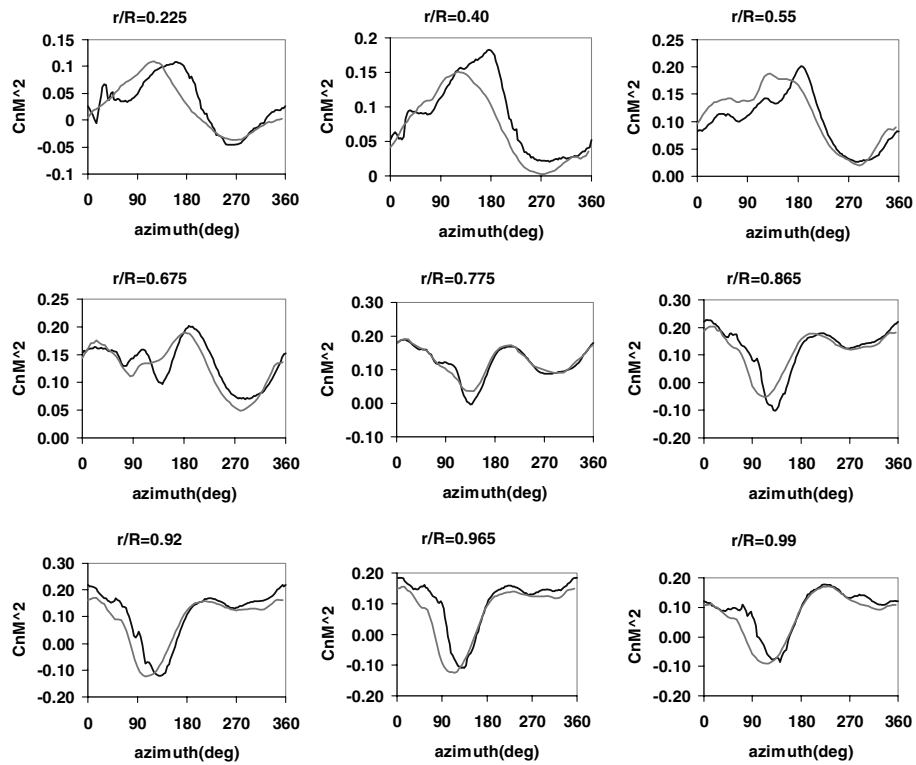 r/R=0.225
CnM^2
0.15
0.1
0.05
0
-0.05
-0.1
0 90 180 270 360
azimuth(deg)
r/R=0.40
CnM^2
0.2
0.15
0.1
0.05
0
0 90 180 270 360
azimuth(deg)
r/R=0.55
CnM^2
0.25
0.20
0.15
0.10
0.05
0.00
0 90 180 270 360
azimuth(deg)
r/R=0.675
CnM^2
0.25
0.20
0.15
0.10
0.05
0.00
0 90 180 270 360
azimuth(deg)
r/R=0.775
CnM^2
0.30
0.20
0.10
0.00
-0.10
0 90 180 270 360
azimuth(deg)
r/R=0.865
CnM^2
0.30
0.20
0.10
0.00
-0.10
-0.20
0 90 180 270 360
azimuth(deg)
r/R=0.92
CnM^2
0.30
0.20
0.10
0.00
-0.10
-0.20
0 90 180 270 360
azimuth(deg)
r/R=0.965
CnM^2
0.20
0.10
0.00
-0.10
-0.20
0 90 180 270 360
azimuth(deg)
r/R=0.99
CnM^2
0.20
0.10
0.00
-0.10
-0.20
0 90 180 270 360
azimuth(deg)